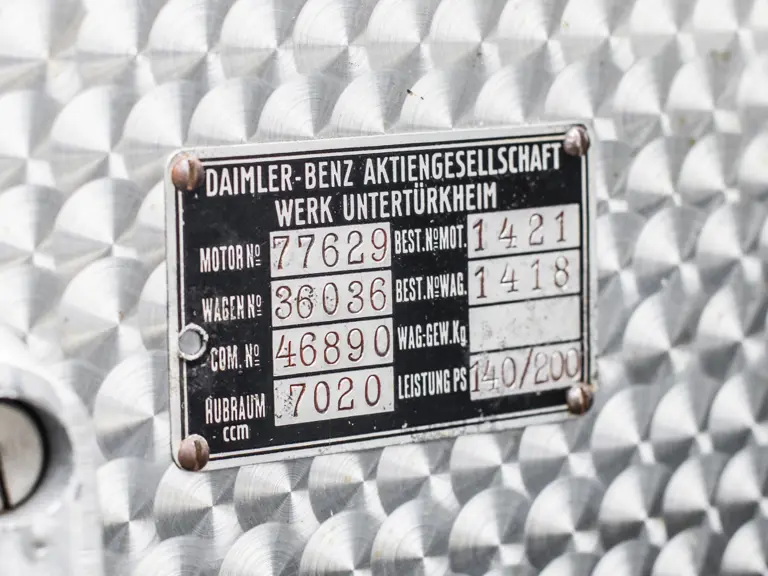 DAIMLER-BENZ AKTIENGESELLSCHAFT
WERK UNTERTÜRKHEIM
MOTOR Nº 77629 BEST.NºMOT. 1421
WAGEN Nº 36036 BEST.NºWAG. 1418
COM. Nº 46890 WAG-GEW.Kg
HUBRAUM ccm 7020 LEISTUNG PS 140/200